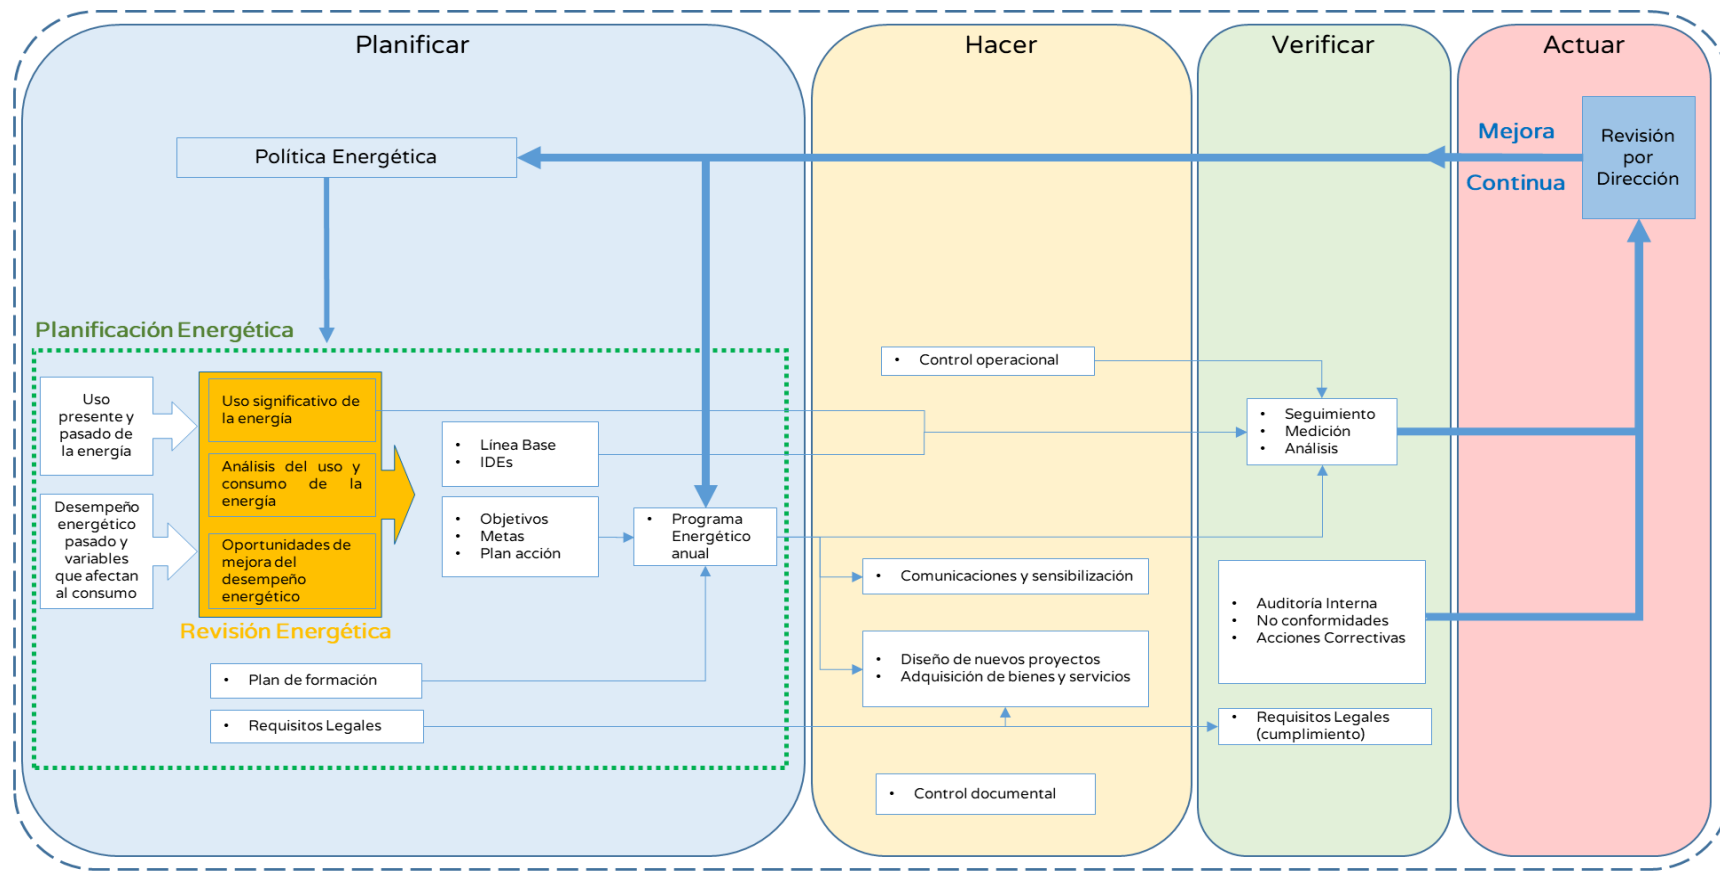 Planificar
Hacer
Verificar
Actuar
Política Energética
Mejora
Continua
Revisión
por
Dirección
Planificación Energética
Uso
presente y
pasado de
la energía
Desempeño
energético
pasado y
variables
que afectan
al consumo
Uso significativo de
la energía
Análisis del uso y
consumo de la
energía
Oportunidades de
mejora del
desempeño
energético
Revisión Energética
• Línea Base
• IDEs
• Objetivos
• Metas
• Plan acción
• Programa
Energético
anual
• Plan de formación
• Requisitos Legales
• Control operacional
• Comunicaciones y sensibilización
• Diseño de nuevos proyectos
• Adquisición de bienes y servicios
• Control documental
• Seguimiento
• Medición
• Análisis
• Auditoría Interna
• No conformidades
• Acciones Correctivas
• Requisitos Legales
(cumplimiento)